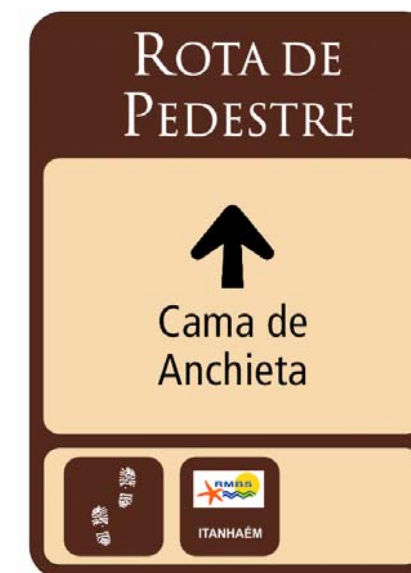 ROTA DE
PEDESTRE
Cama de
Anchieta
RMBS
ITANHAÉM